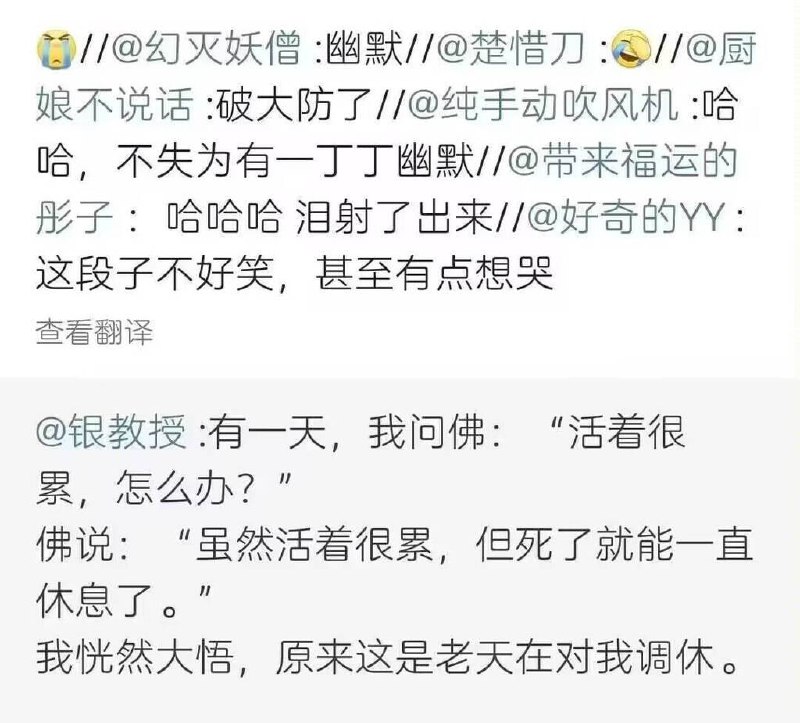 😭//@幻灭妖僧 :幽默//@楚惜刀 :🤣//@厨
娘不说话 :破大防了//@纯手动吹风机 :哈
哈，不失为有一丁丁幽默//@带来福运的
彤子 : 哈哈哈 泪射了出来//@好奇的YY :
这段子不好笑，甚至有点想哭
查看翻译
@银教授 :有一天，我问佛：“活着很
累，怎么办？”
佛说：“虽然活着很累，但死了就能一直
休息了。”
我恍然大悟，原来这是老天在对我调休。